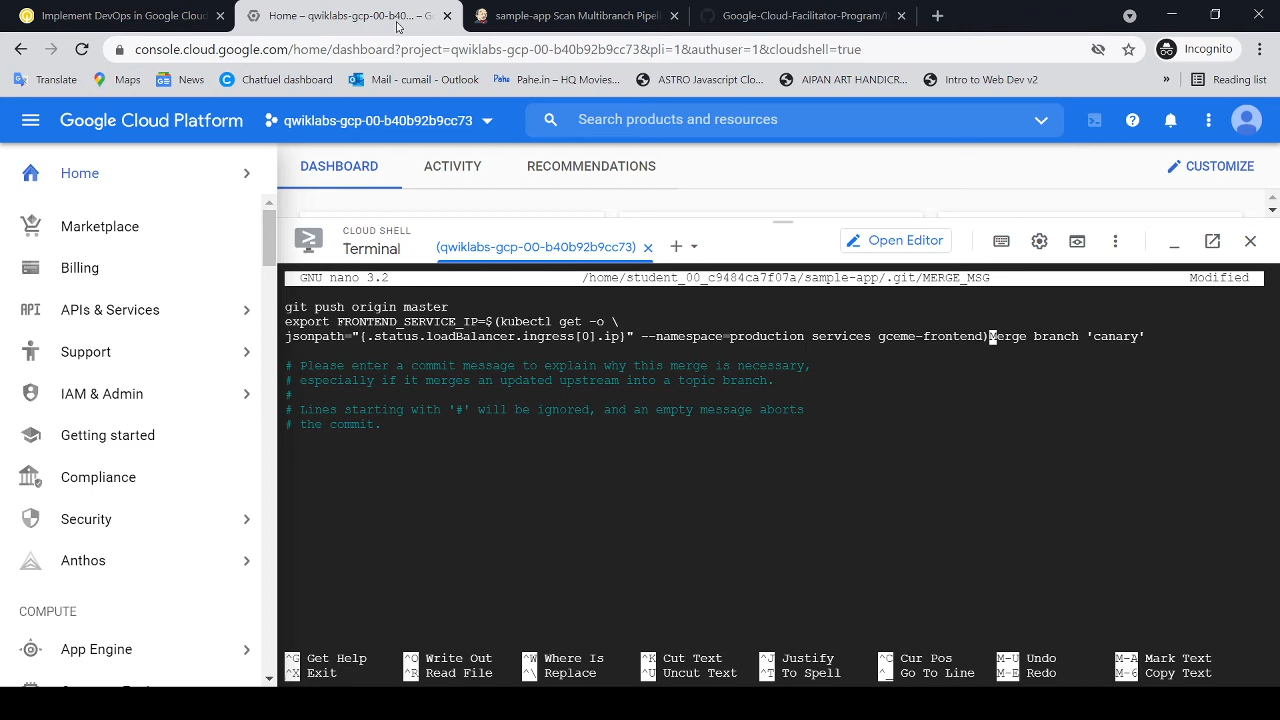 Implement DevOps in Google Cloud
Home – qwiklabs-gcp-00-b40... – G
sample-app Scan Multibranch Pipeli
Google-Cloud-Facilitator-Program/I
console.cloud.google.com/home/dashboard?project=qwiklabs-gcp-00-b40b92b9cc73&pli=1&authuser=1&cloudshell=true
Incognito
Translate
Maps
News
Chatfuel dashboard
Mail - cumail - Outlook
Pahe.in – HQ Movies...
ASTRO Javascript Clo...
AIPAN ART HANDICR...
Intro to Web Dev v2
»
Reading list
Google Cloud Platform
qwiklabs-gcp-00-b40b92b9cc73
Search products and resources
Home
DASHBOARD
ACTIVITY
RECOMMENDATIONS
CUSTOMIZE
Marketplace
Billing
API APIs & Services
Support
IAM & Admin
Getting started
Compliance
Security
Anthos
COMPUTE
App Engine
CLOUD SHELL
Terminal
(qwiklabs-gcp-00-b40b92b9cc73)
Open Editor
GNU nano 3.2 /home/student_00_c9484ca7f07a/sample-app/.git/MERGE_MSG Modified
git push origin master
export FRONTEND_SERVICE_IP=$(kubectl get -o \
jsonpath="{.status.loadBalancer.ingress[0].ip}" --namespace=production services gceme-frontend)Merge branch 'canary'
# Please enter a commit message to explain why this merge is necessary,
# especially if it merges an updated upstream into a topic branch.
#
# Lines starting with '#' will be ignored, and an empty message aborts
# the commit.
^G Get Help ^O Write Out ^W Where Is ^K Cut Text ^J Justify ^C Cur Pos M-U Undo M-A Mark Text
^X Exit ^R Read File ^\ Replace ^U Uncut Text ^T To Spell ^_ Go To Line M-E Redo M-6 Copy Text